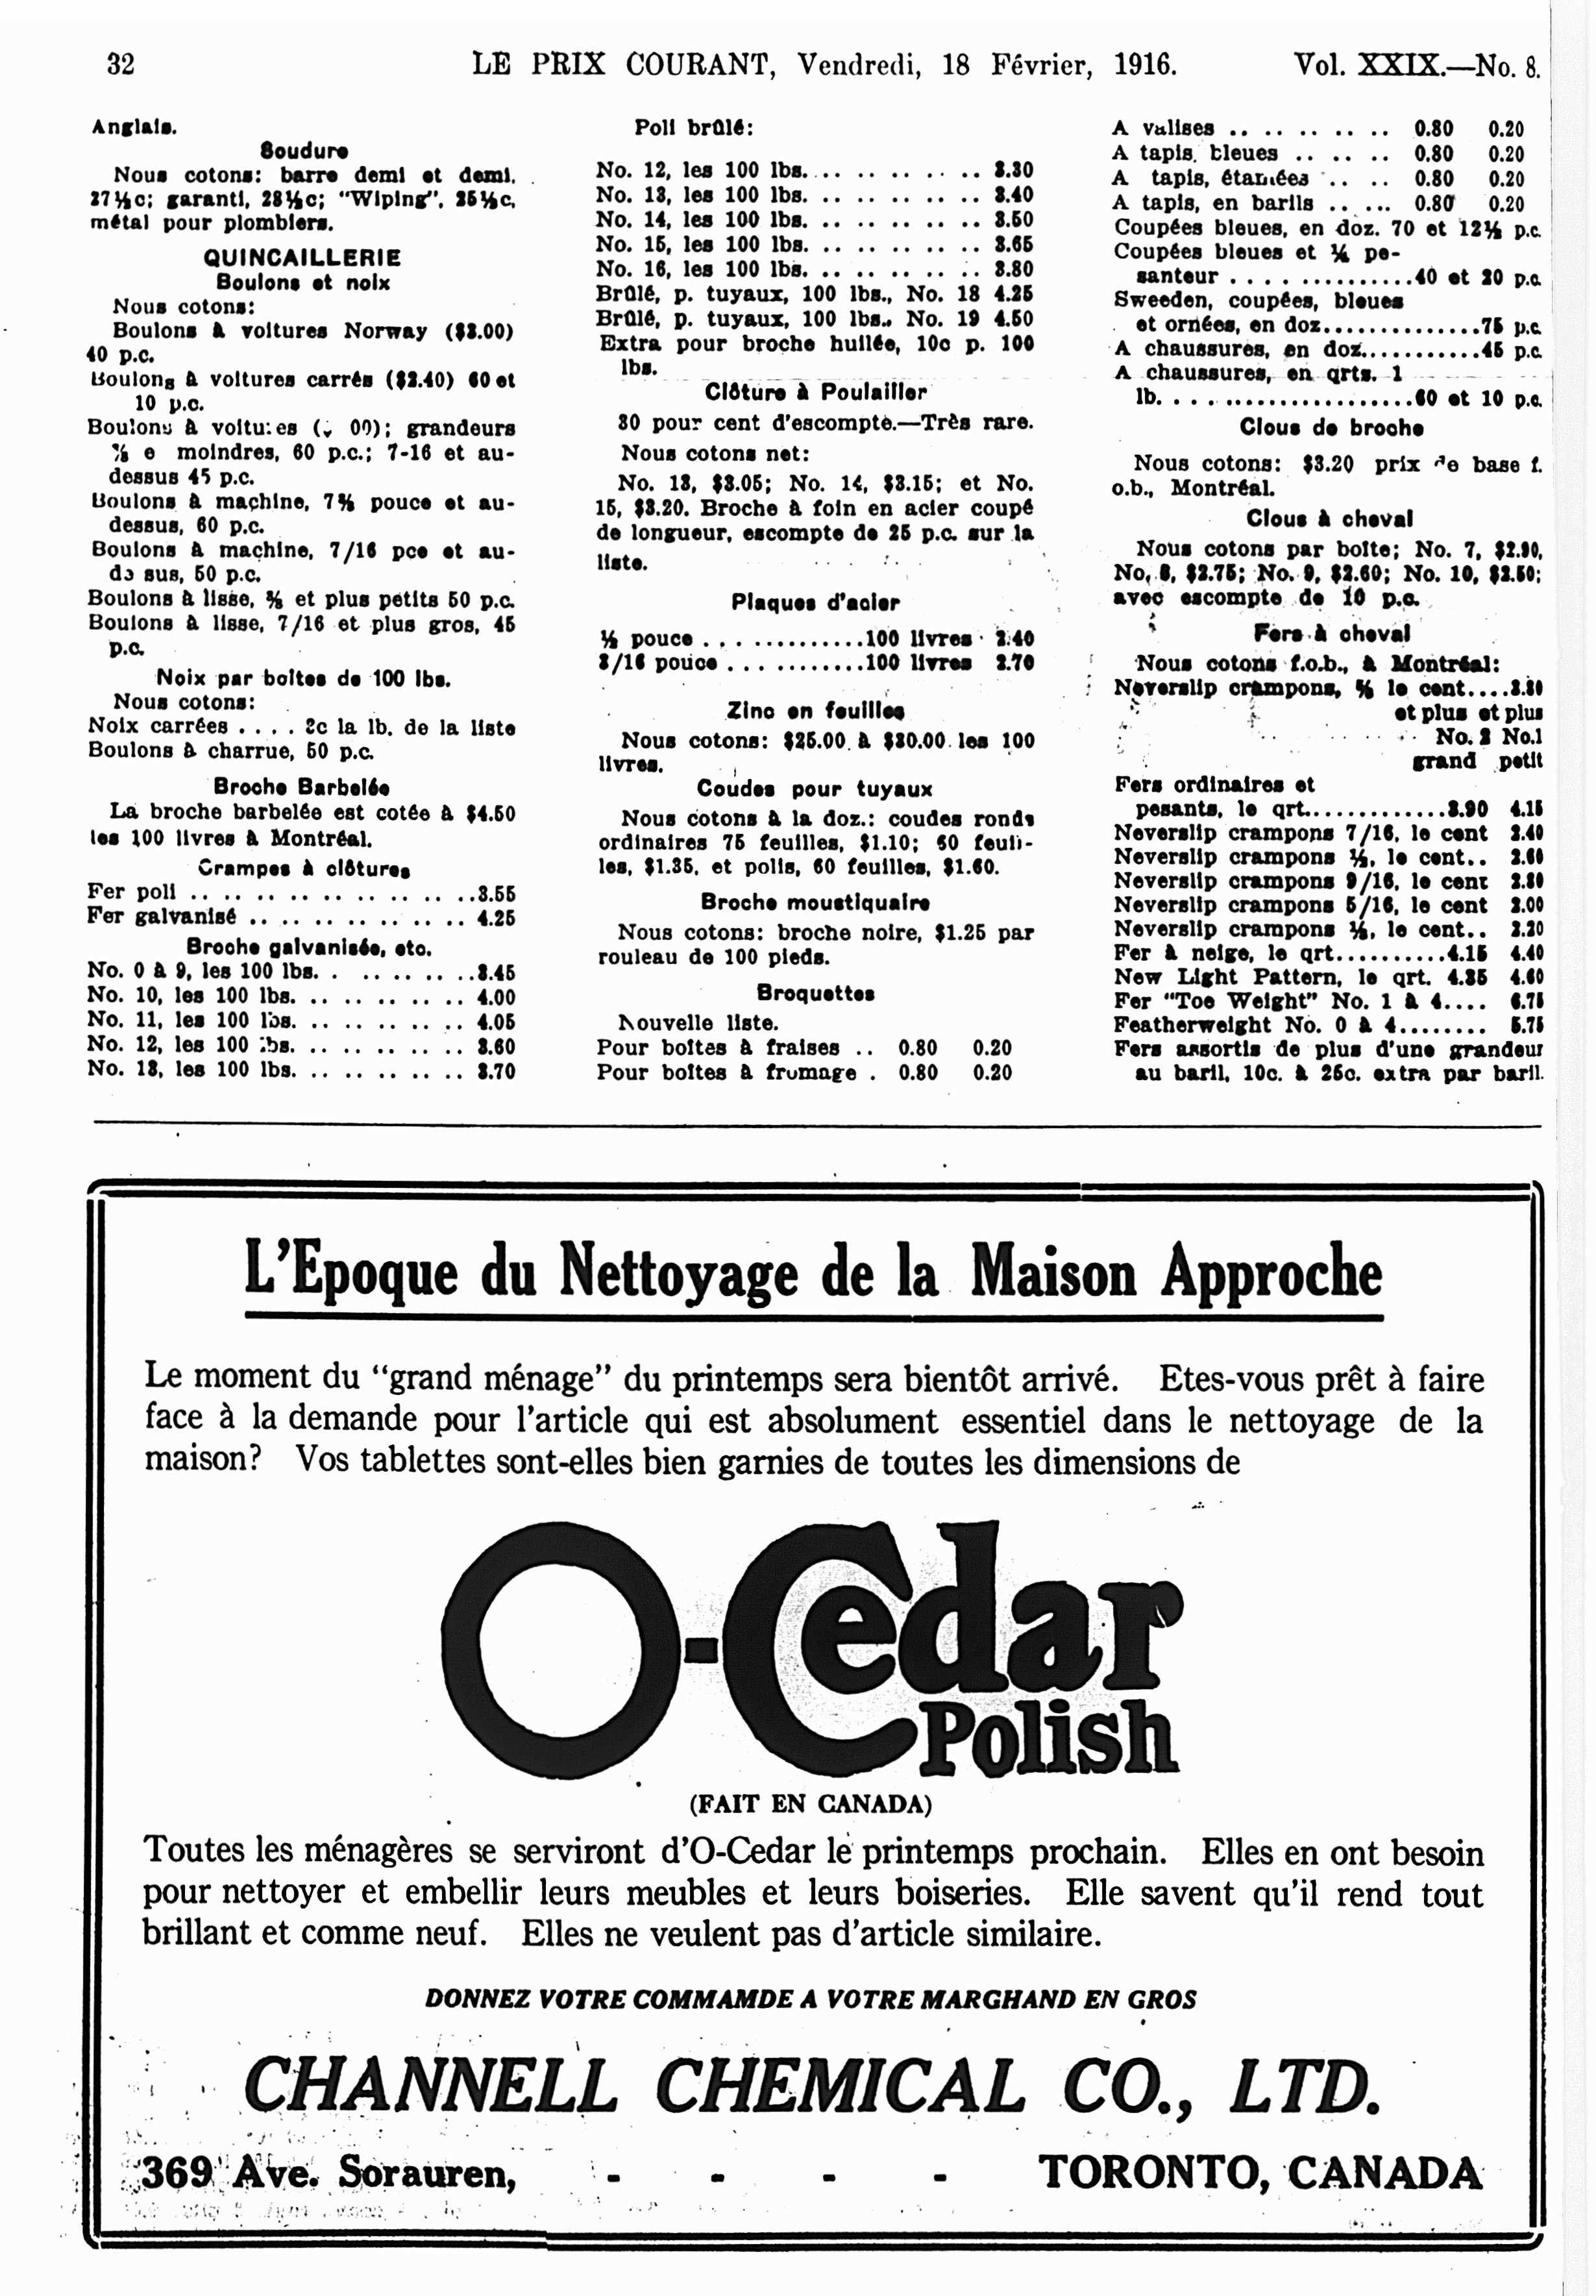 32 LE PRIX COURANT, Vendredi, 18 Février, 1916. Vol. XXIX.—No. 8.
Anglais.
Soudure
Nous cotons: barre demi et demi,
27½c; garanti, 28½c; "Wiping", 25½c,
métal pour plombiers.
QUINCAILLERIE
Boulons et noix
Nous cotons:
Boulons à voitures Norway ($3.00)
40 p.c.
Boulons à voitures carrés ($2.40) 60 et
10 p.c.
Boulons à voitures 00); grandeurs
moindres, 60 p.c.; 7-16 et au-
dessus 45 p.c.
Boulons à machine, 7⅜ pouce et au-
dessus, 60 p.c.
Boulons à machine, 7/16 pce et au-
sus, 50 p.c.
Boulons à lisse, ⅜ et plus petits 50 p.c.
Boulons à lisse, 7/16 et plus gros, 45
p.c.
Noix par boîtes de 100 lbs.
Nous cotons:
Noix carrées .... 2c la lb. de la liste
Boulons à charrue, 50 p.c.
Broche Barbelée
La broche barbelée est cotée à $4.50
les 100 livres à Montréal.
Crampes à clôtures
Fer poli .. .. .. .. .. .. .. .. .. ..3.55
Fer galvanisé .. .. .. .. .. .. .. .. 4.25
Broche galvanisée, etc.
No. 0 à 9, les 100 lbs. . .. .. .. ..3.45
No. 10, les 100 lbs. .. .. .. .. .. .. 4.00
No. 11, les 100 lbs. .. .. .. .. .. .. 4.05
No. 12, les 100 lbs. .. .. .. .. .. .. 3.60
No. 13, les 100 lbs. .. .. .. .. .. .. 3.70
Poli brûlé:
No. 12, les 100 lbs. .. .. .. .. .. .. 3.30
No. 13, les 100 lbs. .. .. .. .. .. .. 3.40
No. 14, les 100 lbs. .. .. .. .. .. .. 3.50
No. 15, les 100 lbs. .. .. .. .. .. .. 3.65
No. 16, les 100 lbs. .. .. .. .. .. .. 3.80
Brûlé, p. tuyaux, 100 lbs., No. 18 4.25
Brûlé, p. tuyaux, 100 lbs., No. 19 4.50
Extra pour broche huilée, 10c p. 100
lbs.
Clôture à Poulailler
30 pour cent d'escompte.—Très rare.
Nous cotons net:
No. 13, $3.05; No. 14, $3.15; et No.
15, $3.20. Broche à foin en acier coupé
de longueur, escompte de 25 p.c. sur la
liste.
Plaques d'acier
¼ pouce .............100 livres 2.40
3/16 pouce ..........100 livres 2.70
Zinc en feuilles
Nous cotons: $25.00 à $30.00 les 100
livres.
Coudes pour tuyaux
Nous cotons à la doz.: coudes ronds
ordinaires 75 feuilles, $1.10; 60 feuil-
les, $1.35, et polis, 60 feuilles, $1.60.
Broche moustiquaire
Nous cotons: broche noire, $1.25 par
rouleau de 100 pieds.
Broquettes
Nouvelle liste.
Pour boîtes à fraises .. 0.80 0.20
Pour boîtes à fromage . 0.80 0.20
A valises .. .. .. .. .. .. 0.80 0.20
A tapis, bleues .. .. .. .. 0.80 0.20
A tapis, étamées .. .. 0.80 0.20
A tapis, en barils .. ... 0.80 0.20
Coupées bleues, en doz. 70 et 12½ p.c.
Coupées bleues et ¼ pe-
santeur ................40 et 20 p.c.
Sweeden, coupées, bleues
et ornées, en doz..............75 p.c.
A chaussures, en doz...........45 p.c.
A chaussures, en qrts. 1
lb. .....................60 et 10 p.c.
Clous de broche
Nous cotons: $3.20 prix de base f.
o.b., Montréal.
Clous à cheval
Nous cotons par boîte; No. 7, $2.90,
No. 8, $2.75; No. 9, $2.60; No. 10, $2.50;
avec escompte de 10 p.c.
Fers à cheval
Nous cotons f.o.b., à Montréal:
Neverslip crampons, ⅜ le cent....
et plus et plus
No. 2 No.1
grand petit
Fers ordinaires et
pesants, le qrt.............3.90 4.15
Neverslip crampons 7/16, le cent 2.40
Neverslip crampons ½, le cent.. 2.60
Neverslip crampons 9/16, le cent 2.80
Neverslip crampons 5/16, le cent 2.00
Neverslip crampons le cent.. 2.20
Fer à neige, le qrt..........4.15 4.40
New Light Pattern, le qrt. 4.35 4.60
Fer "Toe Weight" No. 1 à 4.... 6.75
Featherweight No. 0 à 4........ 5.75
Fers assortis de plus d'une grandeur
au baril, 10c. à 25c. extra par baril.
L'Epoque du Nettoyage de la Maison Approche
Le moment du "grand ménage" du printemps sera bientôt arrivé. Etes-vous prêt à faire
face à la demande pour l'article qui est absolument essentiel dans le nettoyage de la
maison? Vos tablettes sont-elles bien garnies de toutes les dimensions de
O-Cedar
Polish
(FAIT EN CANADA)
Toutes les ménagères se serviront d'O-Cedar le printemps prochain. Elles en ont besoin
pour nettoyer et embellir leurs meubles et leurs boiseries. Elle savent qu'il rend tout
brillant et comme neuf. Elles ne veulent pas d'article similaire.
DONNEZ VOTRE COMMAMDE A VOTRE MARGHAND EN GROS
CHANNELL CHEMICAL CO., LTD.
369 Ave. Sorauren, - - - - TORONTO, CANADA